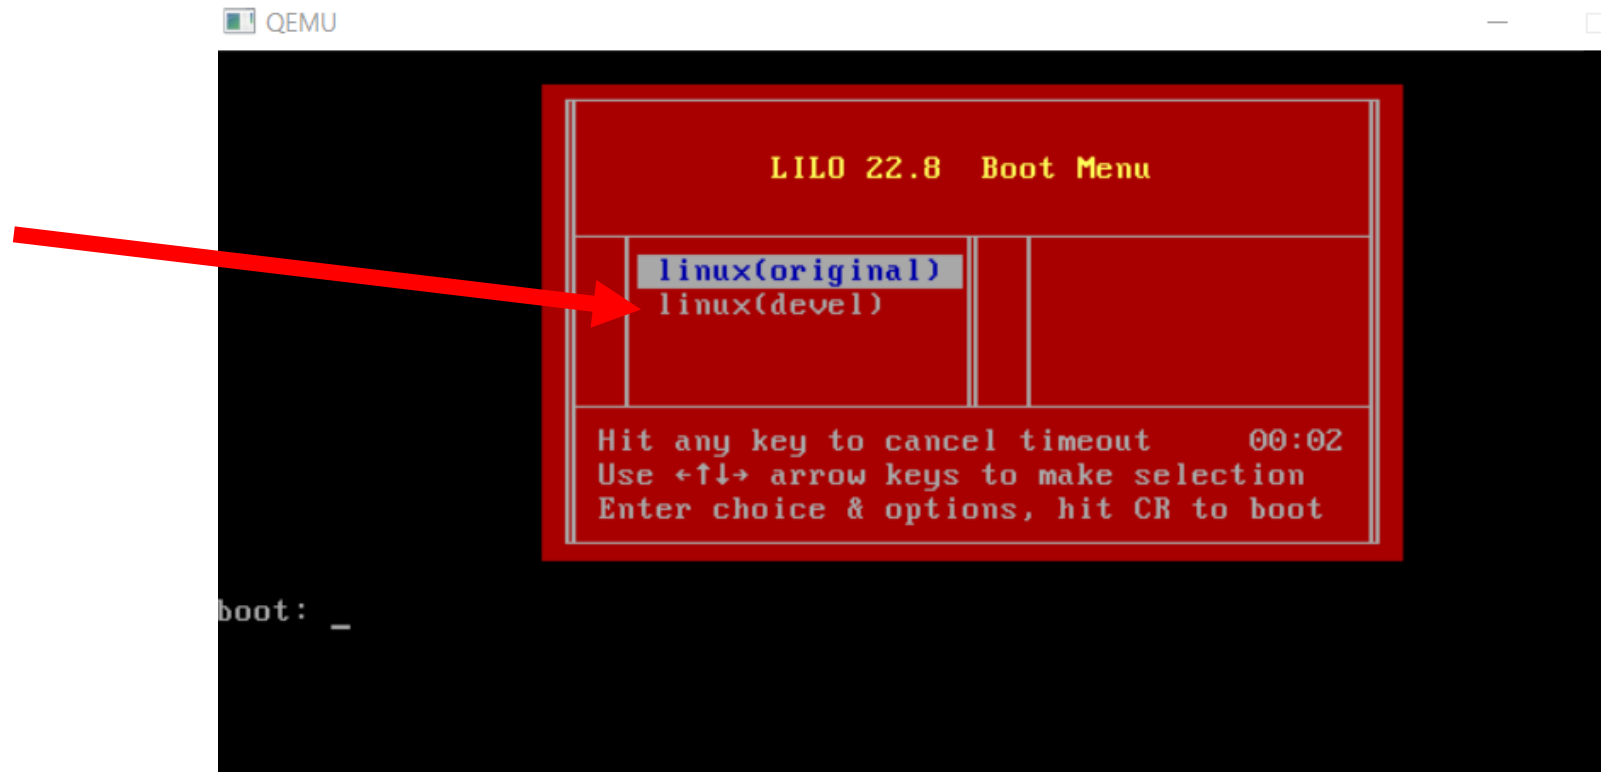 QEMU
LILO 22.8  Boot Menu
linux(original)
linux(devel)
Hit any key to cancel timeout     00:02
Use ←↑↓→ arrow keys to make selection
Enter choice & options, hit CR to boot
boot: _